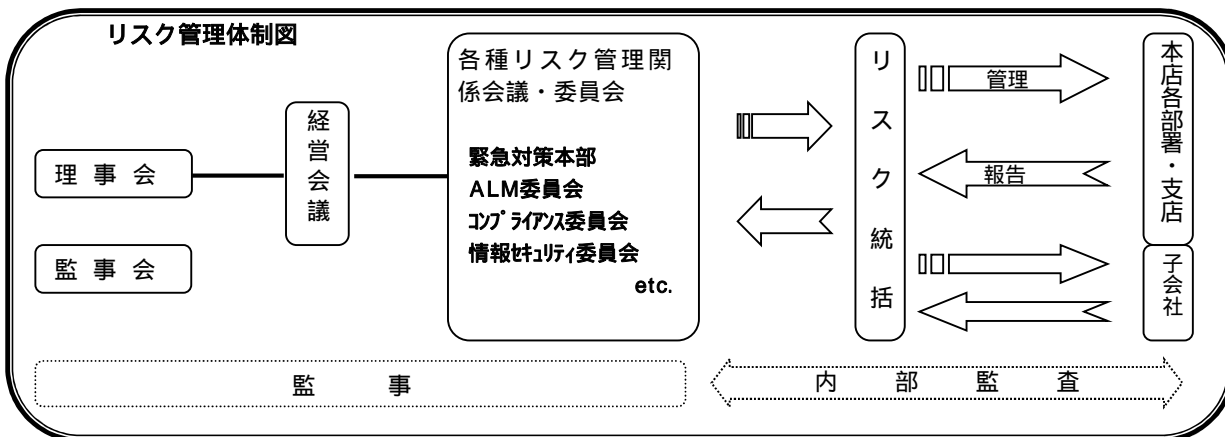 リスク管理体制図
理事会
監事会
経営会議
各種リスク管理関
係会議・委員会
緊急対策本部
ALM委員会
ｺﾝﾌﾟﾗｲｱﾝｽ委員会
情報ｾｷｭﾘﾃｨ委員会
etc.
リスク統括
管理
報告
本店各部署・支店
子会社
監事
内部監査